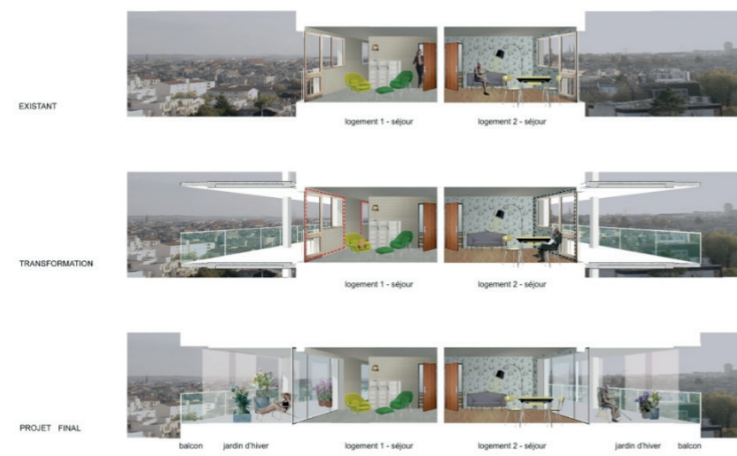 EXISTANT
logement 1 - séjour
logement 2 - séjour
TRANSFORMATION
logement 1 - séjour
logement 2 - séjour
PROJET FINAL
balcon
jardin d'hiver
logement 1 - séjour
logement 2 - séjour
jardin d'hiver
balcon